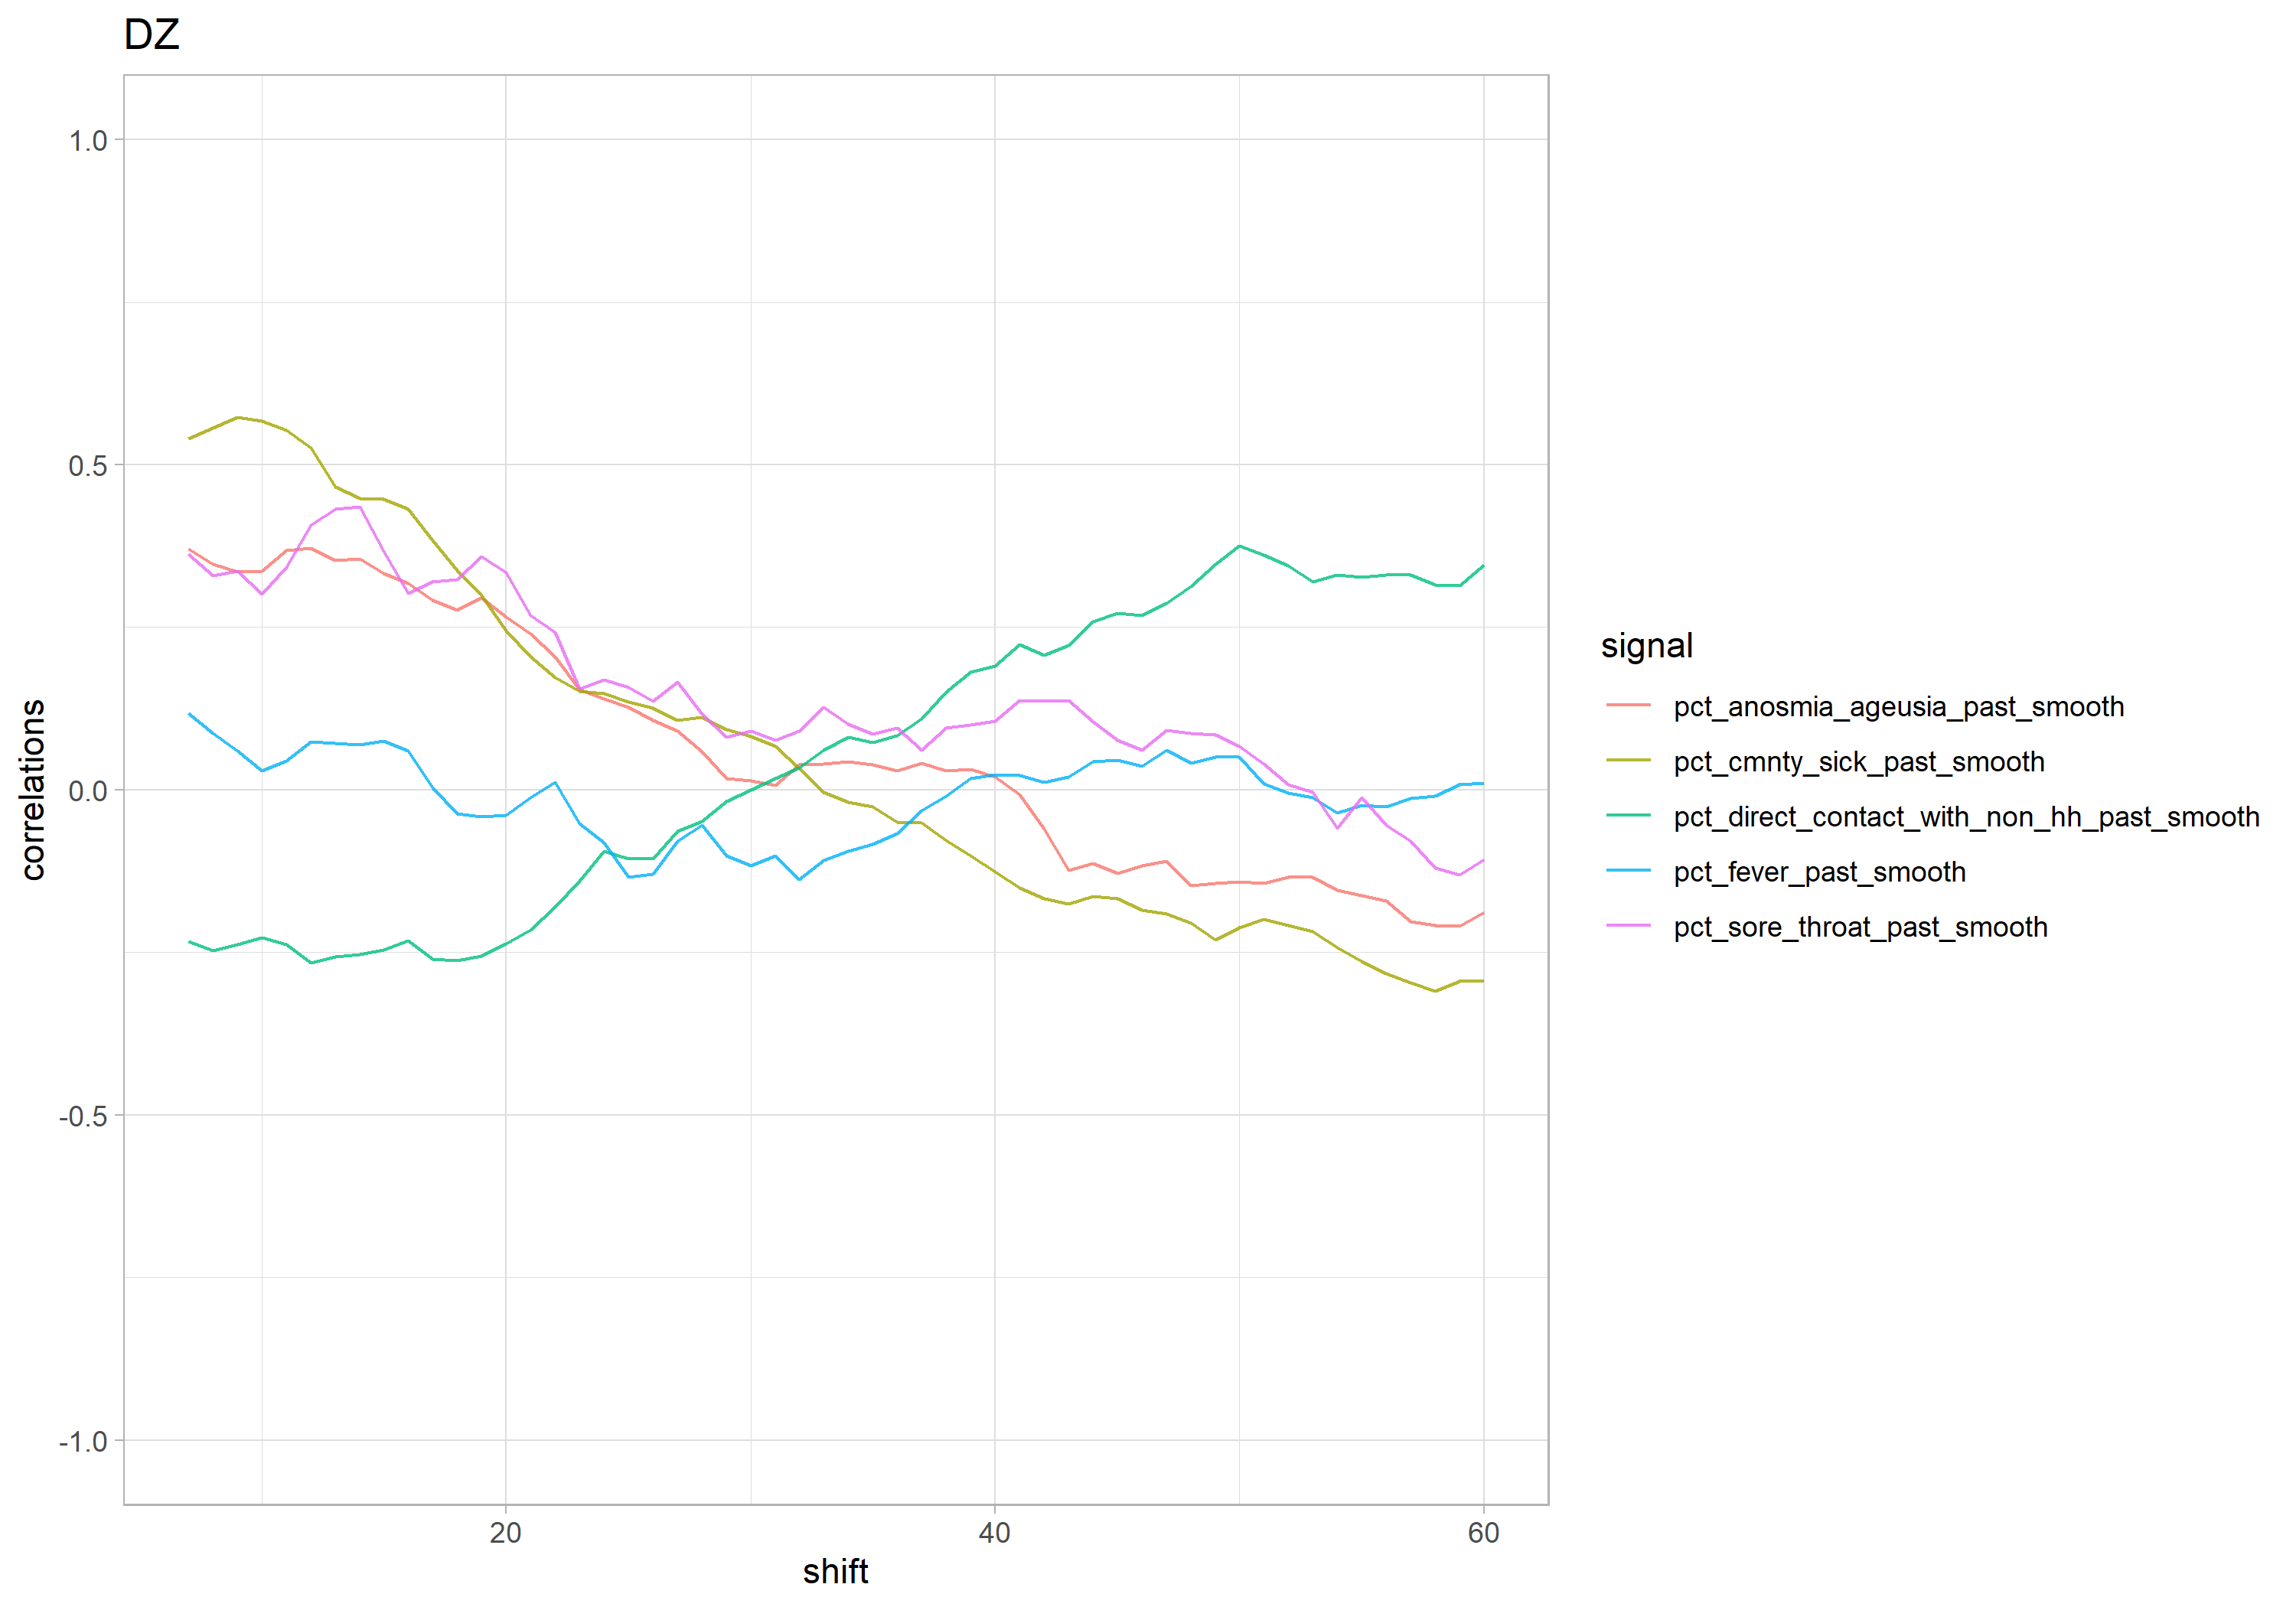 DZ
1.0
0.5
0.0
-0.5
-1.0
correlations
20
40
60
shift
signal
pct_anosmia_ageusia_past_smooth
pct_cmnty_sick_past_smooth
pct_direct_contact_with_non_hh_past_smooth
pct_fever_past_smooth
pct_sore_throat_past_smooth